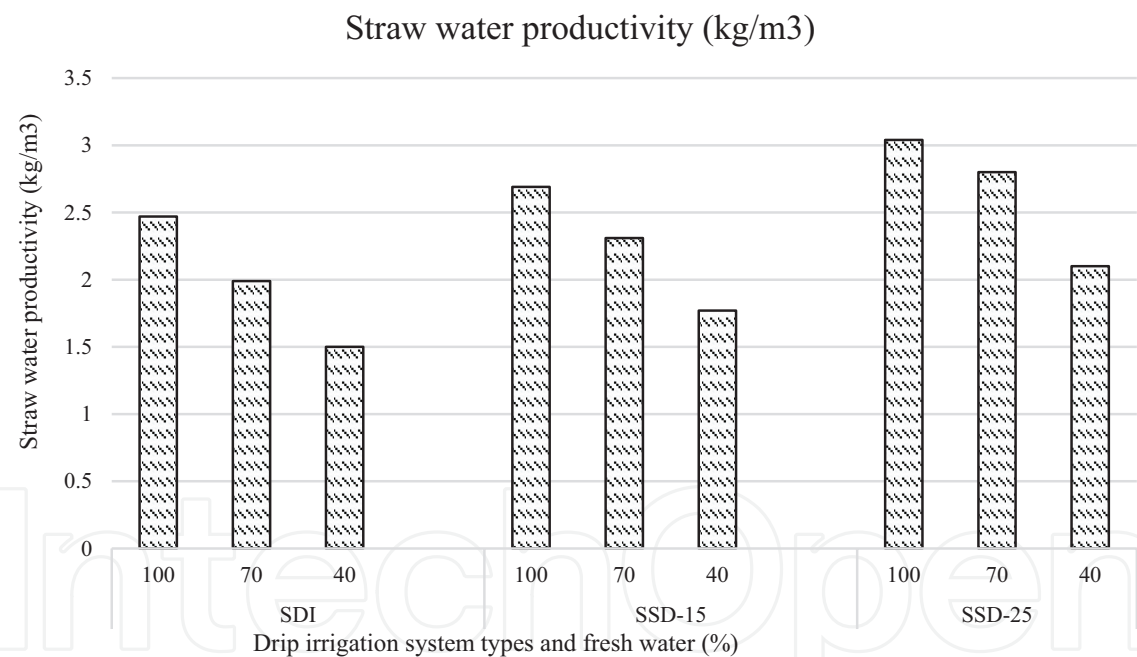 Straw water productivity (kg/m3)
Straw water productivity (kg/m3)
3.5
3
2.5
2
1.5
1
0.5
0
100 70 40 100 70 40 100 70 40
SDI SSD-15 SSD-25
Drip irrigation system types and fresh water (%)
IntechOpen